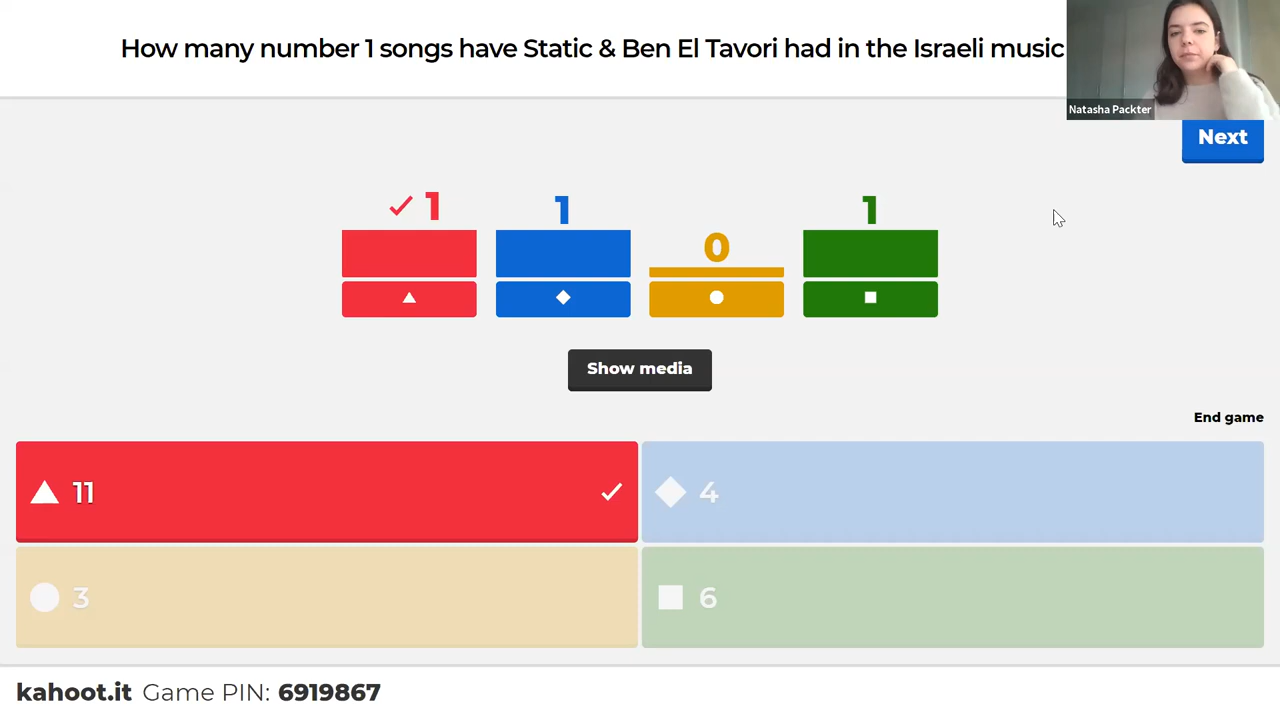 How many number 1 songs have Static & Ben El Tavori had in the Israeli music
Natasha Packter
Next
1
1
0
1
Show media
End game
11
4
3
6
kahoot.it Game PIN: 6919867